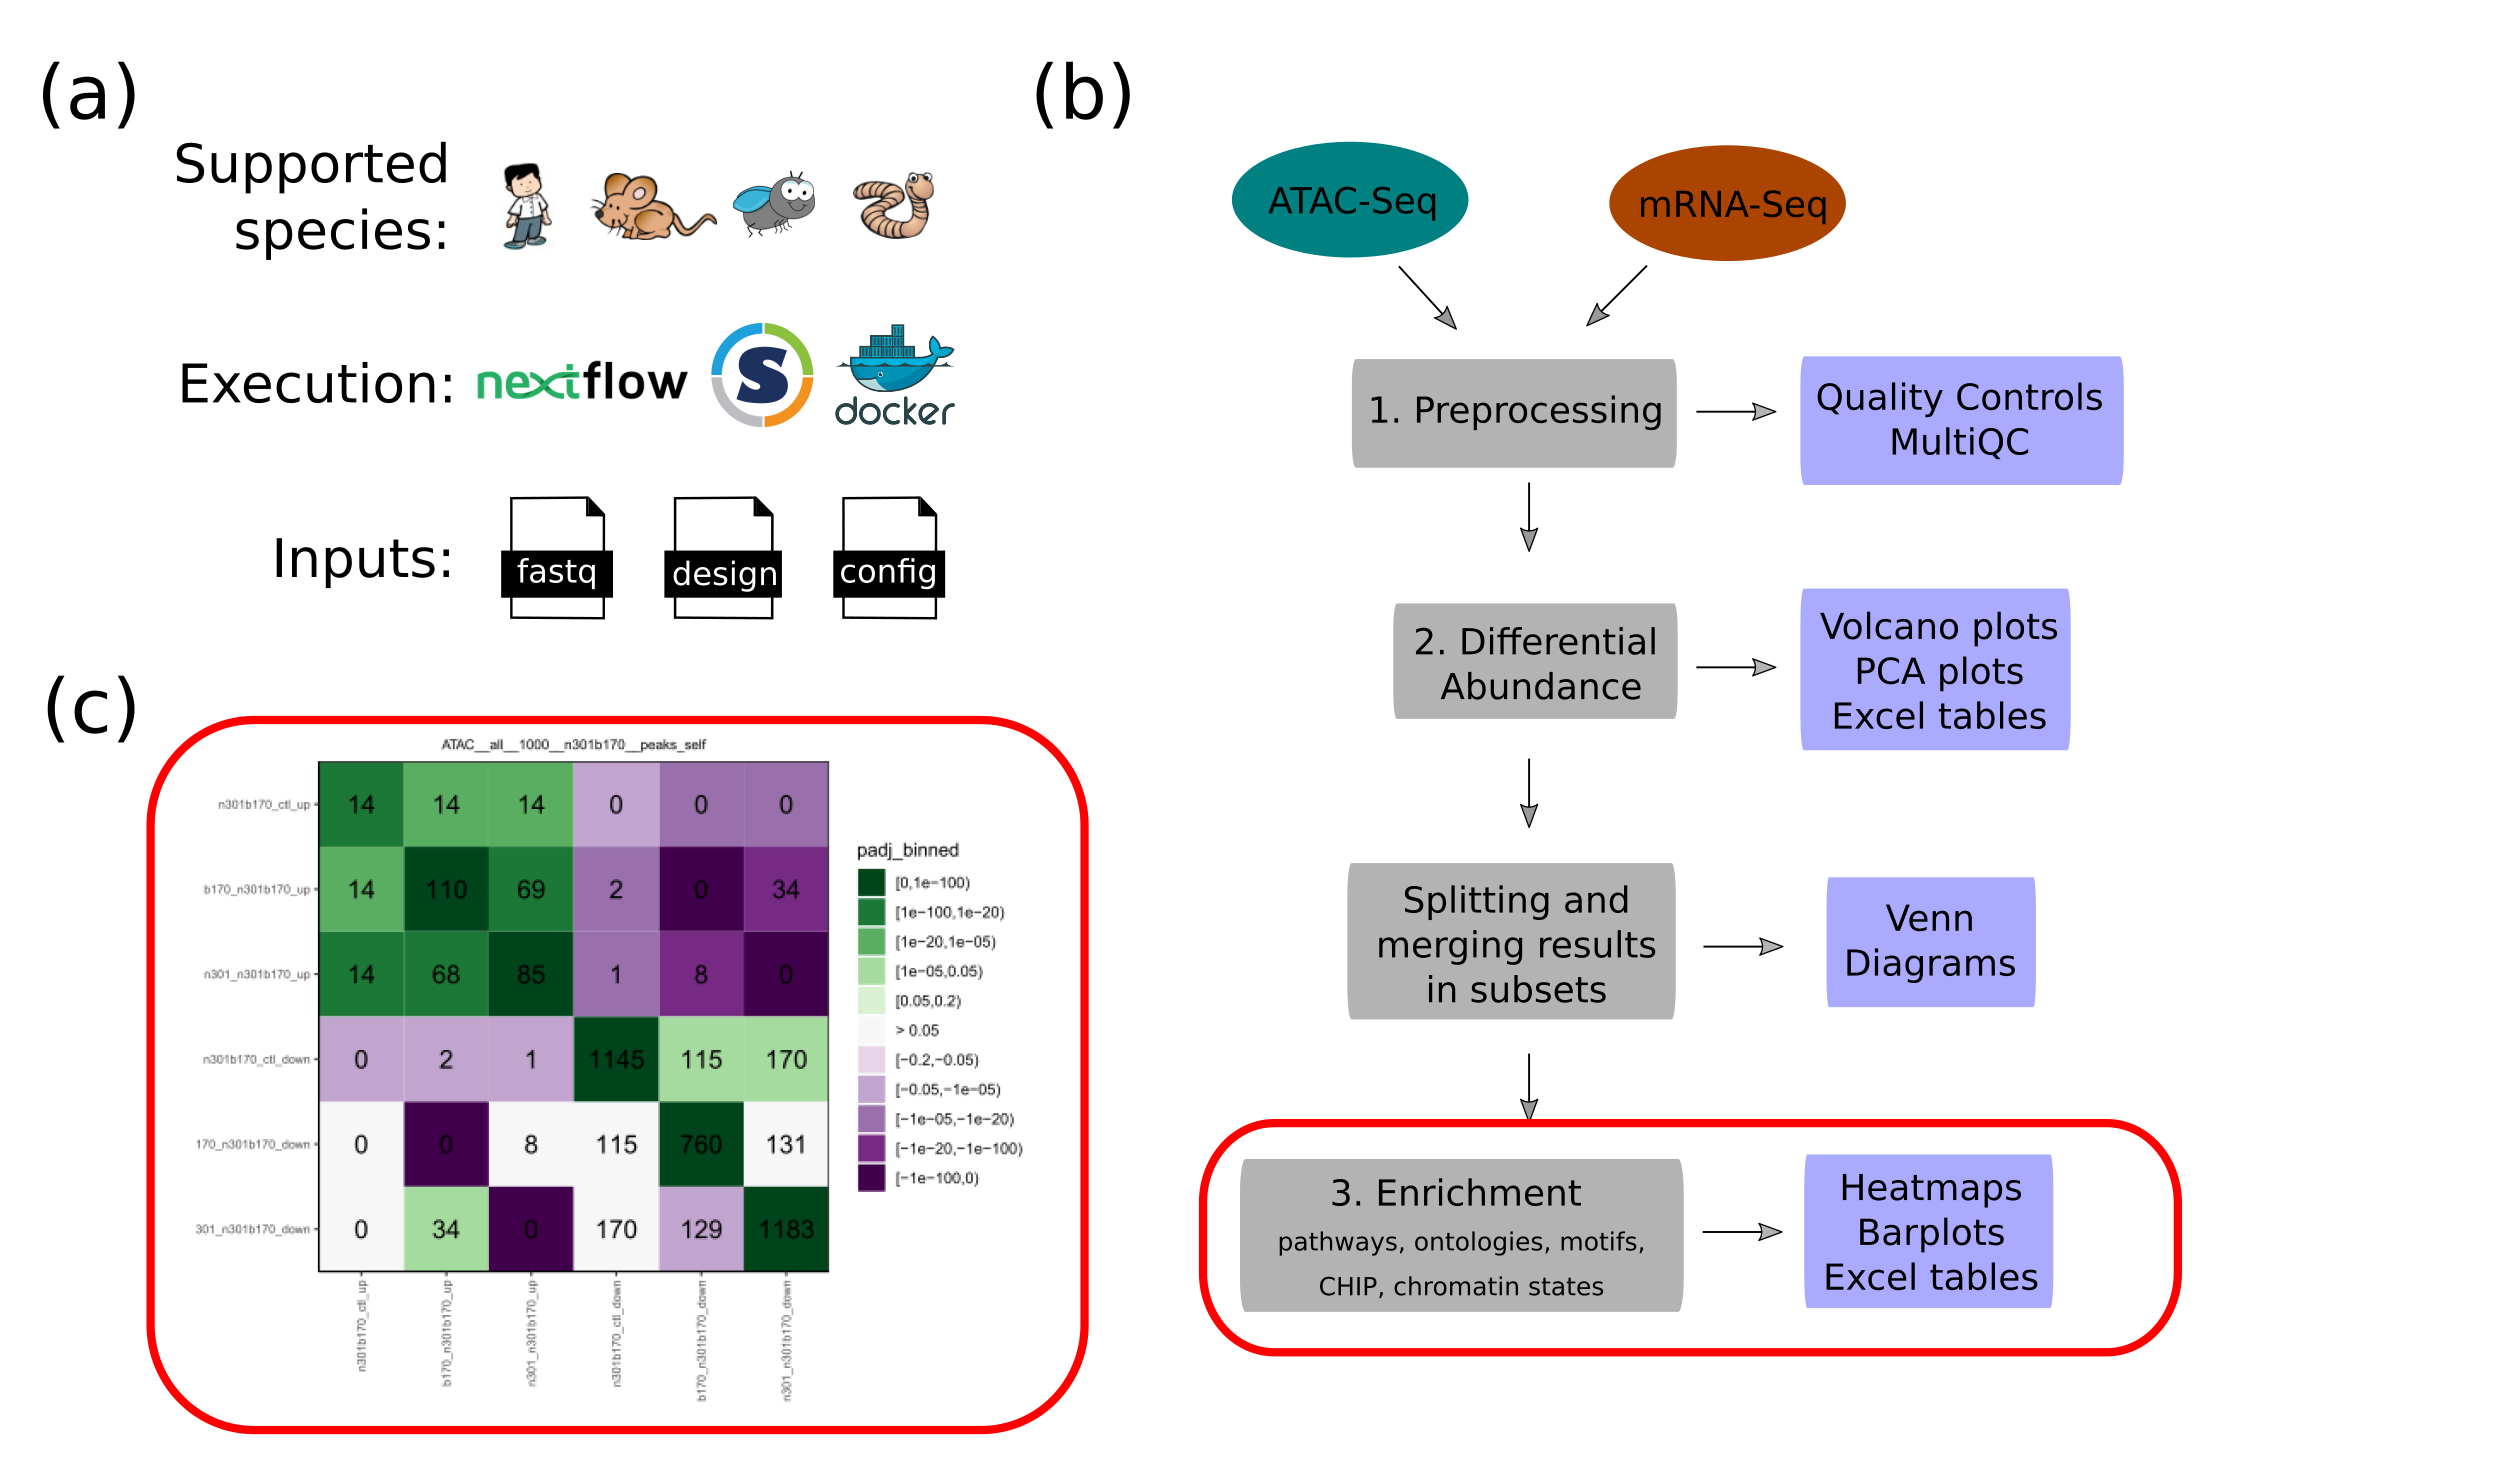 (a)
Supported
species:
Execution:
nextflow
S
docker
Inputs:
fastq
design
config
(b)
ATAC-Seq
mRNA-Seq
1. Preprocessing
Quality Controls
MultiQC
2. Differential
Abundance
Volcano plots
PCA plots
Excel tables
Splitting and
merging results
in subsets
Venn
Diagrams
3. Enrichment
pathways, ontologies, motifs,
CHIP, chromatin states
Heatmaps
Barplots
Excel tables
(c)
ATAC__all__1000__n301b170__peaks_self
n301b170_ctl_up 14 14 14 0 0 0
b170_n301b170_up 14 110 69 2 0 34
n301_n301b170_up 14 68 85 1 8 0
n301b170_ctl_down 0 2 1 1145 115 170
170_n301b170_down 0 0 8 115 760 131
301_n301b170_down 0 34 0 170 129 1183
n301b170_ctl_up
b170_n301b170_up
n301_n301b170_up
n301b170_ctl_down
b170_n301b170_down
n301_n301b170_down
padj_binned
[0,1e−100)
[1e−100,1e−20)
[1e−20,1e−05)
[1e−05,0.05)
[0.05,0.2)
> 0.05
[−0.2,−0.05)
[−0.05,−1e−05)
[−1e−05,−1e−20)
[−1e−20,−1e−100)
[−1e−100,0)